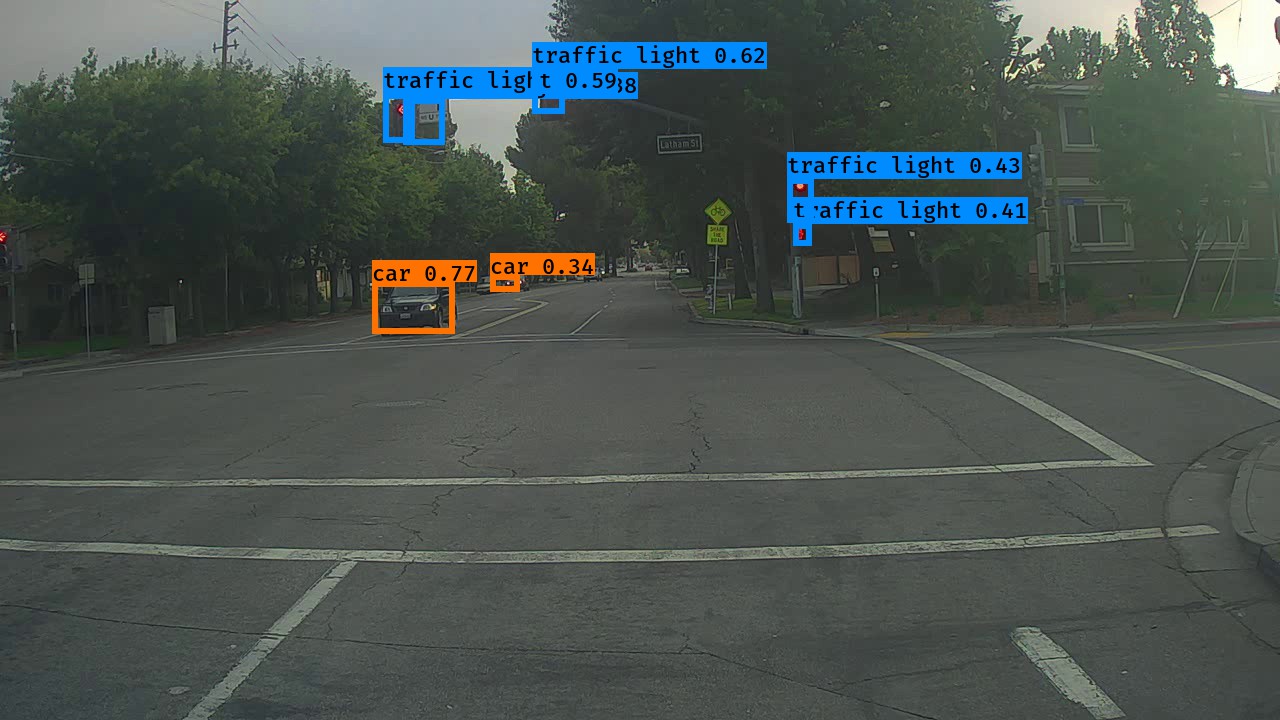 traffic light 0.62
traffic light 0.59
38
Latham St
traffic light 0.43
traffic light 0.41
SHARE
THE
ROAD
car 0.77
car 0.34